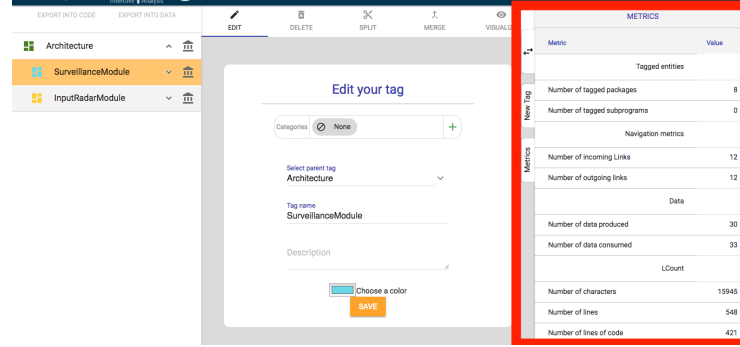 Inventive Analysis
EXPORT INTO CODE EXPORT INTO DATA
Architecture
SurveillanceModule
InputRadarModule
EDIT DELETE SPLIT MERGE VISUALIZ
Edit your tag
Categories None +
Select parent tag
Architecture
Tag name
SurveillanceModule
Description
Choose a color
SAVE
New Tag
Metrics
METRICS
Metric Value
Tagged entities
Number of tagged packages 8
Number of tagged subprograms 0
Navigation metrics
Number of incoming Links 12
Number of outgoing links 12
Data
Number of data produced 30
Number of data consumed 33
LCount
Number of characters 15945
Number of lines 548
Number of lines of code 421